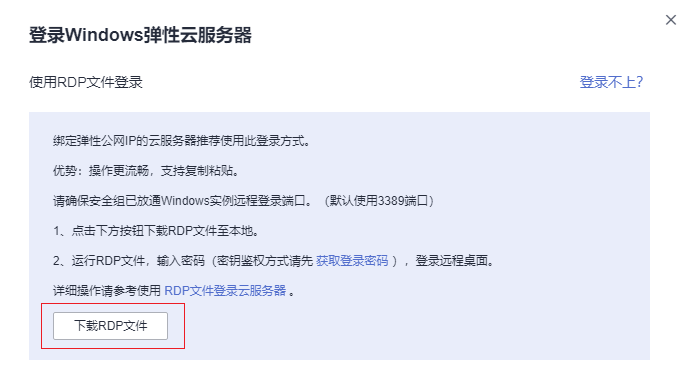 登录Windows弹性云服务器
使用RDP文件登录
登录不上?
绑定弹性公网IP的云服务器推荐使用此登录方式。
优势：操作更流畅，支持复制粘贴。
请确保安全组已放通Windows实例远程登录端口。（默认使用3389端口）
1、点击下方按钮下载RDP文件至本地。
2、运行RDP文件，输入密码（密钥鉴权方式请先 获取登录密码 ），登录远程桌面。
详细操作请参考使用 RDP文件登录云服务器 。
下载RDP文件